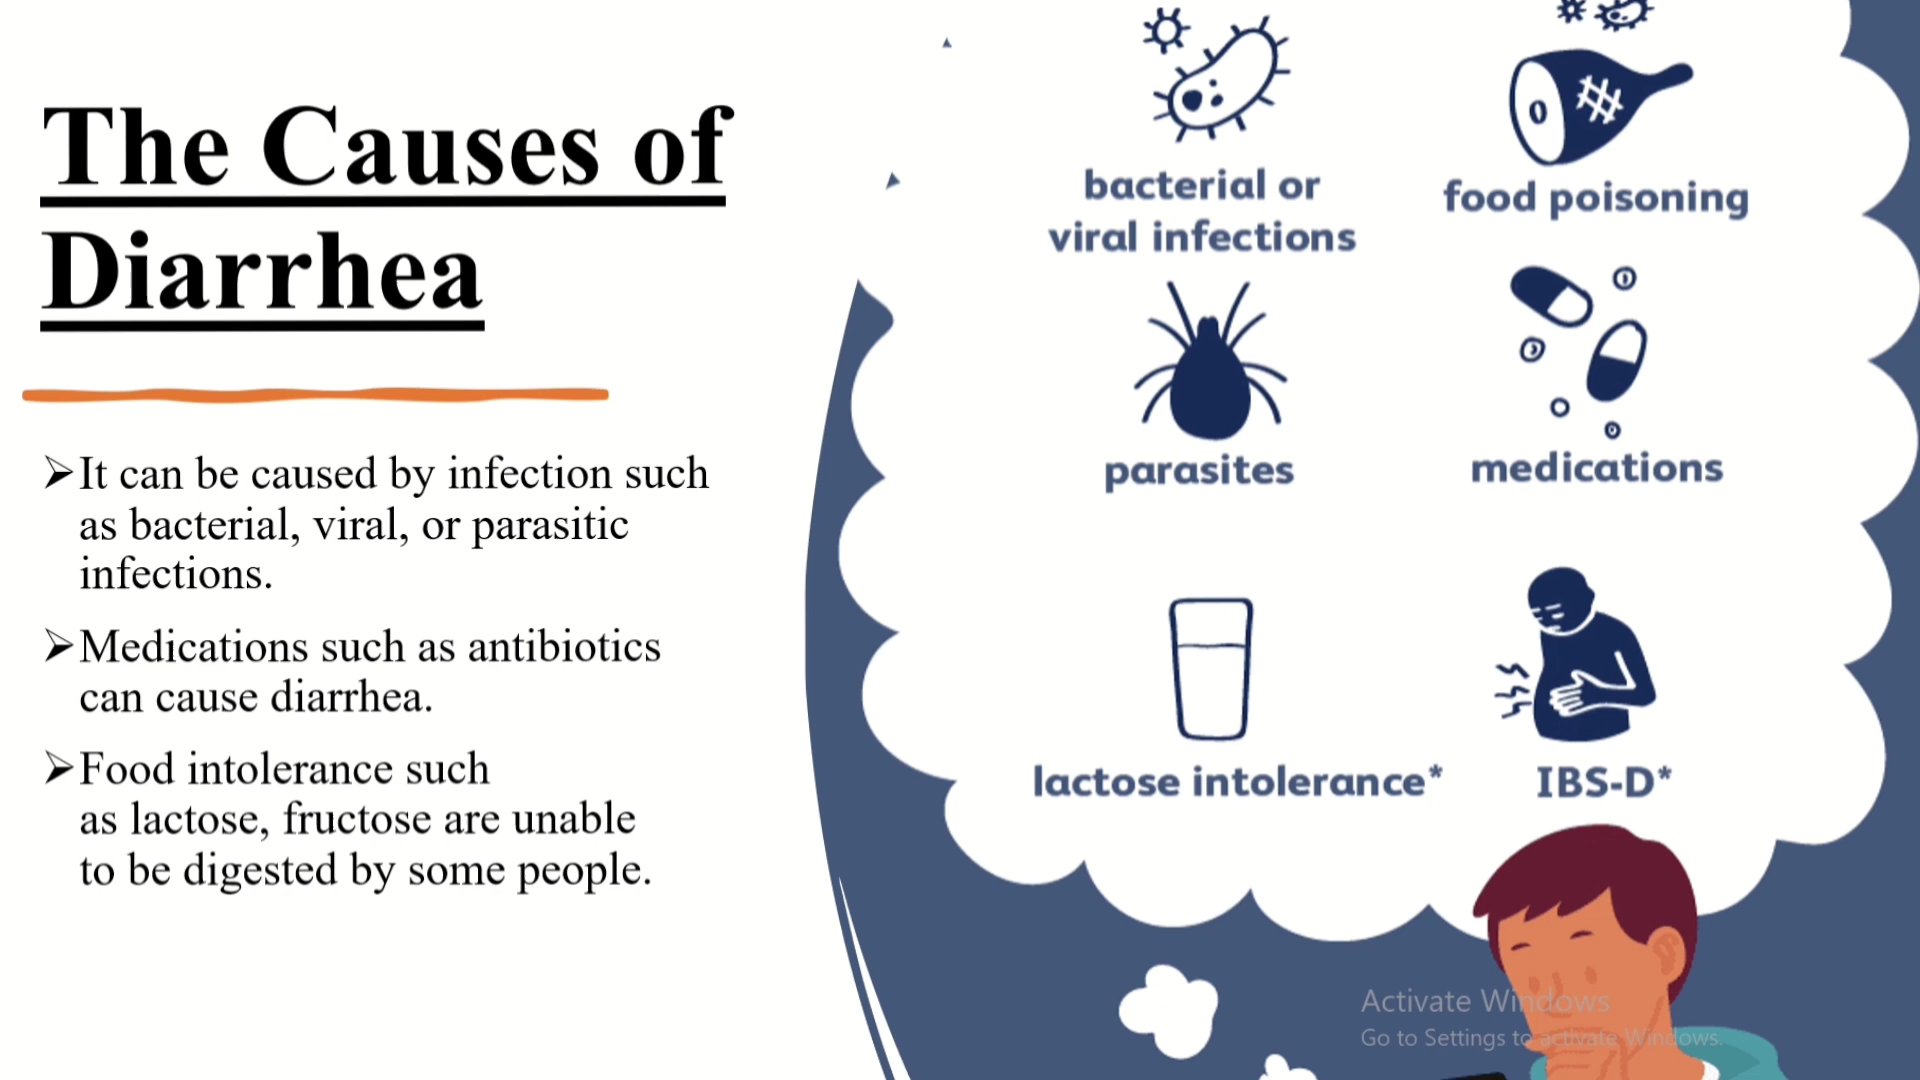 The Causes of
Diarrhea
➢It can be caused by infection such
as bacterial, viral, or parasitic
infections.
➢Medications such as antibiotics
can cause diarrhea.
➢Food intolerance such
as lactose, fructose are unable
to be digested by some people.
bacterial or
viral infections
food poisoning
parasites
medications
lactose intolerance*
IBS-D*
Activate Windows
Go to Settings to activate Windows.